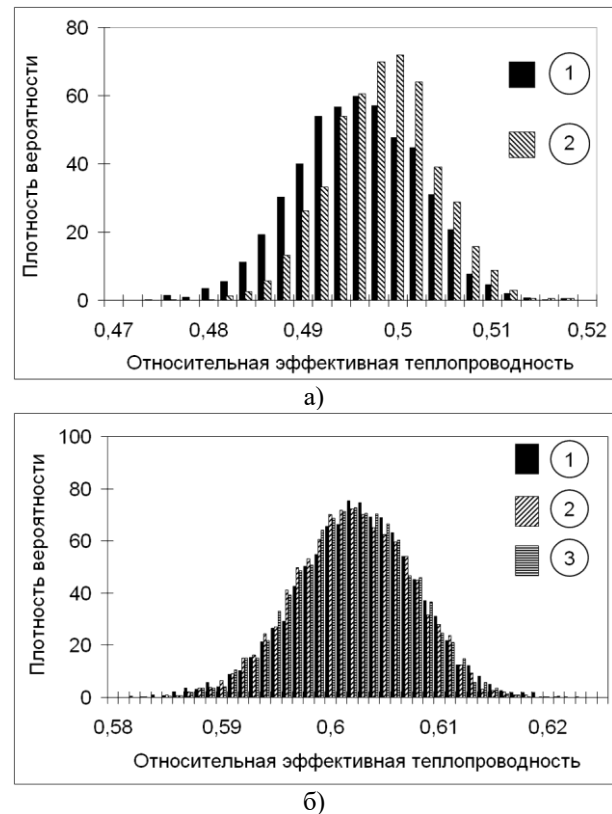 Плотность вероятности
80
60
40
20
0
1
2
0,47 0,48 0,49 0,5 0,51 0,52
Относительная эффективная теплопроводность
а)
Плотность вероятности
100
80
60
40
20
0
1
2
3
0,58 0,59 0,6 0,61 0,62
Относительная эффективная теплопроводность
б)